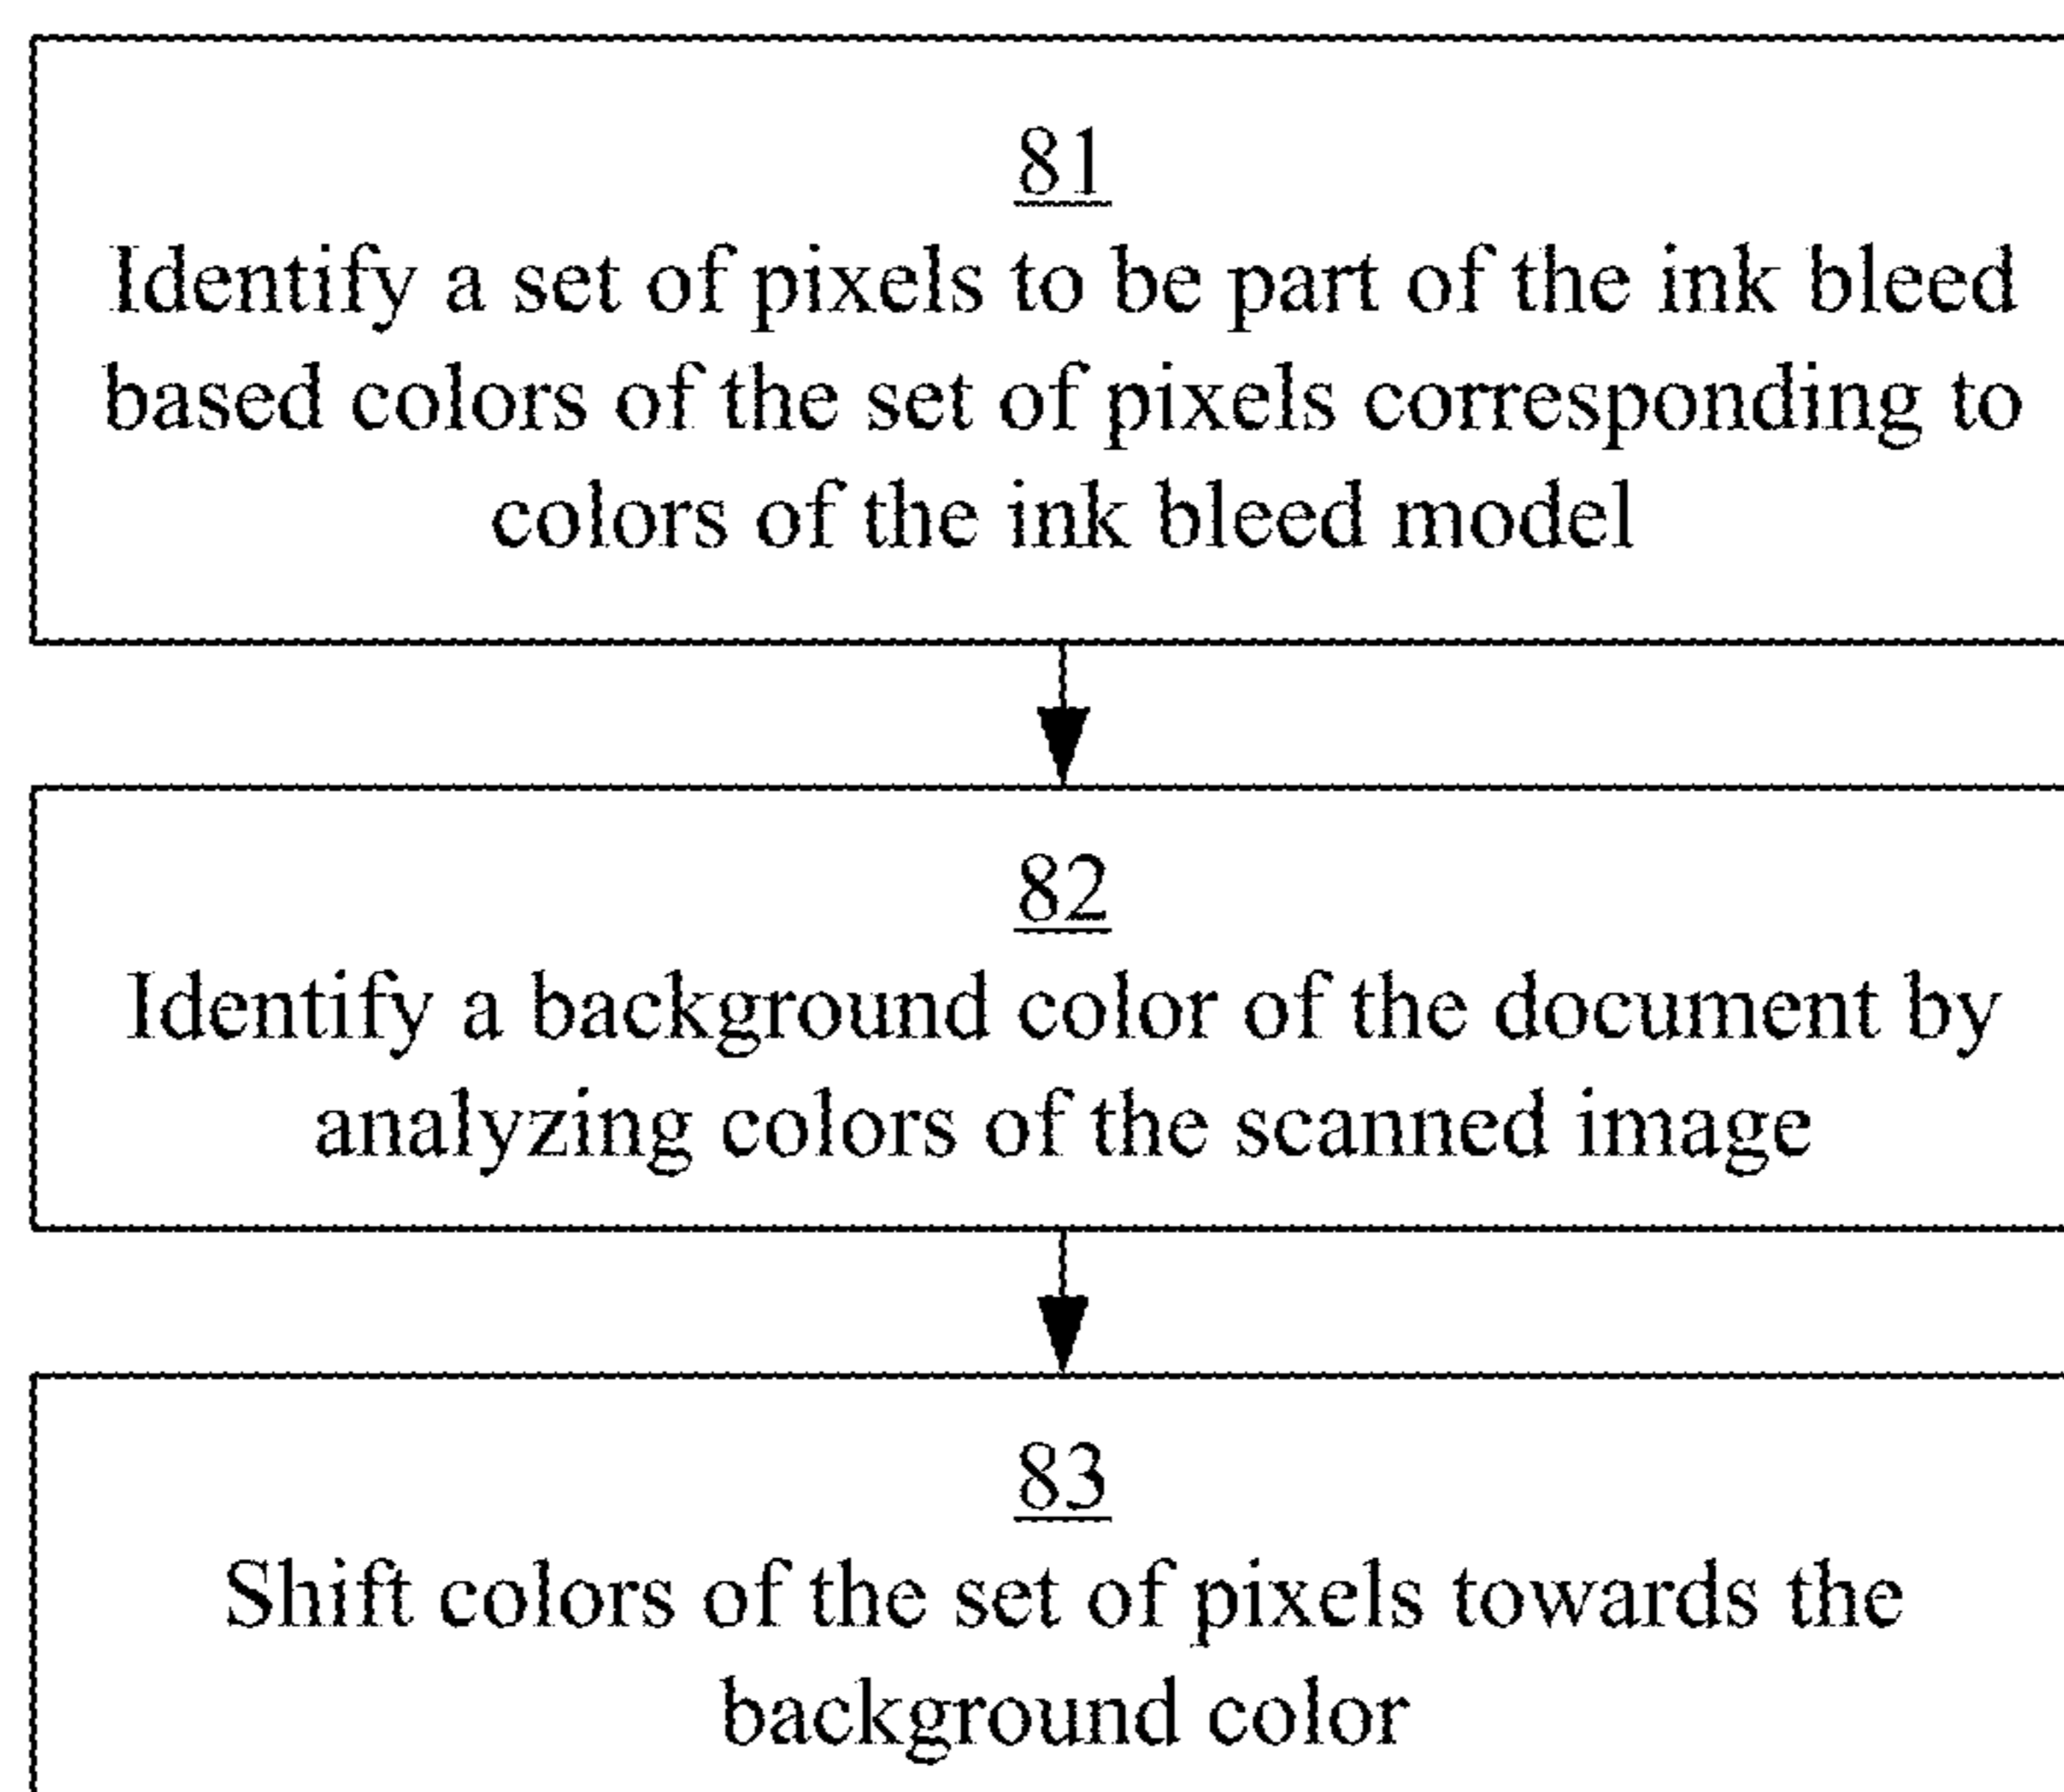 81
Identify a set of pixels to be part of the ink bleed
based colors of the set of pixels corresponding to
colors of the ink bleed model
82
Identify a background color of the document by
analyzing colors of the scanned image
83
Shift colors of the set of pixels towards the
background color